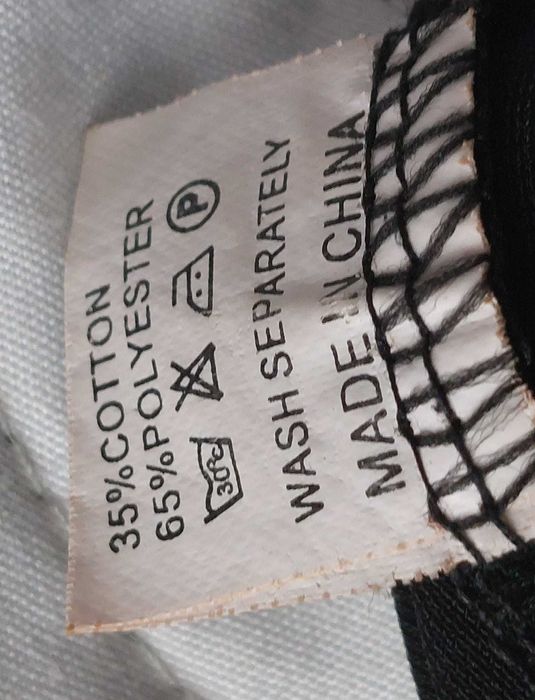 35%COTTON
65%POLYESTER
30°C P
WASH SEPARATELY
MADE IN CHINA